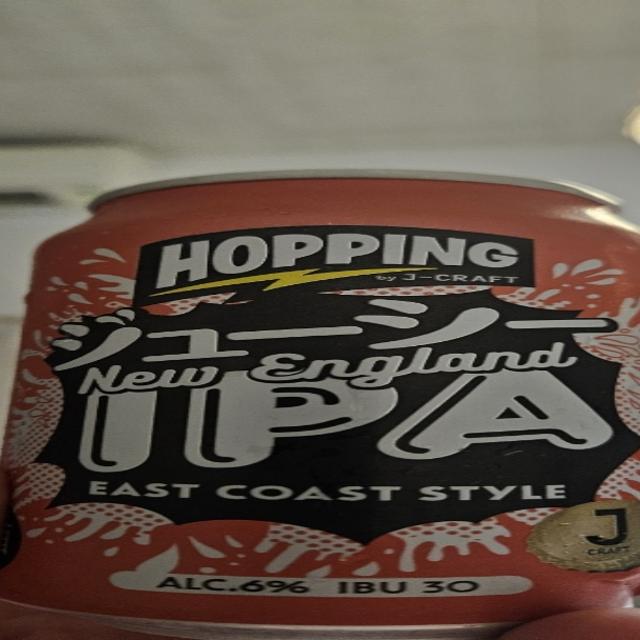 HOPPING
by J-CRAFT
ジューシー
New England
IPA
EAST COAST STYLE
J
CRAFT
ALC.6% IBU 30